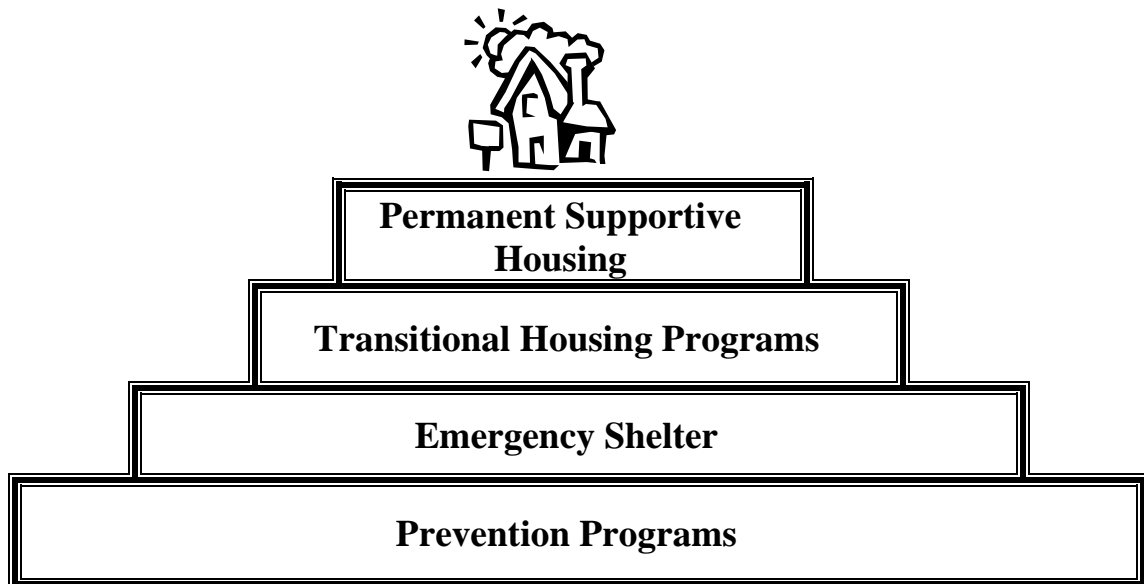 Permanent Supportive
Housing
Transitional Housing Programs
Emergency Shelter
Prevention Programs